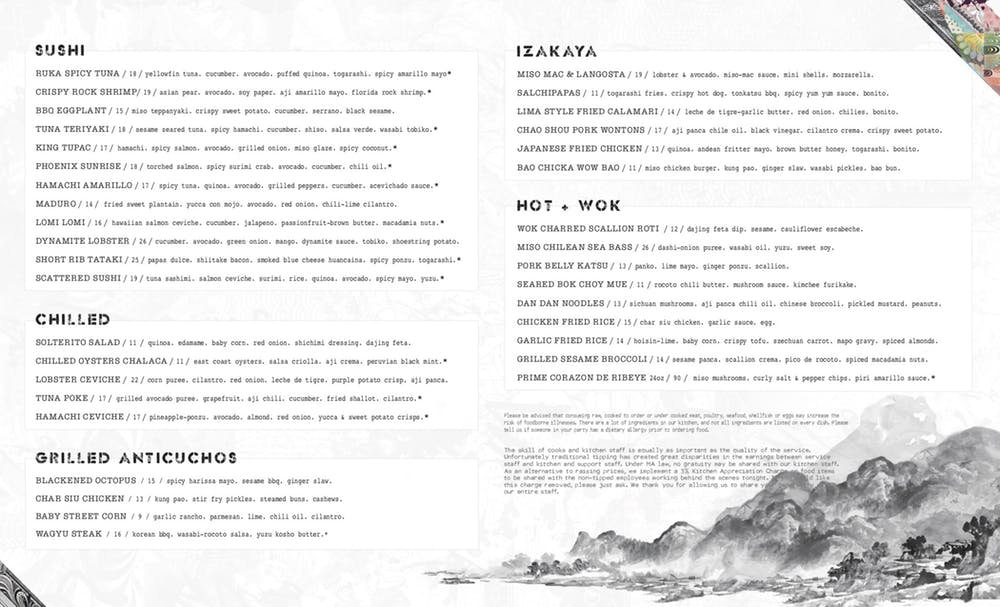 SUSHI
RUKA SPICY TUNA / 18 / yellowfin tuna. cucumber. avocado. puffed quinoa. togarashi. spicy amarillo mayo*
CRISPY ROCK SHRIMP/ 19 / asian pear. avocado. soy paper. aji amarillo mayo. florida rock shrimp.*
BBQ EGGPLANT / 15 / miso teppanyaki. crispy sweet potato. cucumber. serrano. black sesame.
TUNA TERIYAKI / 18 / sesame seared tuna. spicy hamachi. cucumber. shiso. salsa verde. wasabi tobiko.*
KING TUPAC / 17 / hamachi. spicy salmon. avocado. grilled onion. miso glaze. spicy coconut.*
PHOENIX SUNRISE / 18 / torched salmon. spicy surimi crab. avocado. cucumber. chili oil.*
HAMACHI AMARILLO / 17 / spicy tuna. quinoa. avocado. grilled peppers. cucumber. acevichado sauce.*
MADURO / 14 / fried sweet plantain. yucca con mojo. avocado. red onion. chili-lime cilantro.
LOMI LOMI / 16 / hawaiian salmon ceviche. cucumber. jalapeno. passionfruit-brown butter. macadamia nuts.*
DYNAMITE LOBSTER / 26 / cucumber. avocado. green onion. mango. dynamite sauce. tobiko. shoestring potato.
SHORT RIB TATAKI / 25 / papas dulce. shiitake bacon. smoked blue cheese huancaina. spicy ponzu. togarashi.*
SCATTERED SUSHI / 19 / tuna sashimi. salmon ceviche. surimi. rice. quinoa. avocado. spicy mayo. yuzu.*
CHILLED
SOLTERITO SALAD / 11 / quinoa. edamame. baby corn. red onion. shichimi dressing. dajing feta.
CHILLED OYSTERS CHALACA / 11 / east coast oysters. salsa criolla. aji crema. peruvian black mint.*
LOBSTER CEVICHE / 22 / corn puree. cilantro. red onion. leche de tigre. purple potato crisp. aji panca.
TUNA POKE / 17 / grilled avocado puree. grapefruit. aji chili. cucumber. fried shallot. cilantro.*
HAMACHI CEVICHE / 17 / pineapple-ponzu. avocado. almond. red onion. yucca & sweet potato crisps.*
GRILLED ANTICUCHOS
BLACKENED OCTOPUS / 15 / spicy harissa mayo. sesame bbq. ginger slaw.
CHAR SIU CHICKEN / 13 / kung pao. stir fry pickles. steamed buns. cashews.
BABY STREET CORN / 9 / garlic rancho. parmesan. lime. chili oil. cilantro.
WAGYU STEAK / 16 / korean bbq. wasabi-rocoto salsa. yuzu kosho butter.*
IZAKAYA
MISO MAC & LANGOSTA / 19 / lobster & avocado. miso-mac sauce. mini shells. mozzarella.
SALCHIPAPAS / 11 / togarashi fries. crispy hot dog. tonkatsu bbq. spicy yum yum sauce. bonito.
LIMA STYLE FRIED CALAMARI / 14 / leche de tigre-garlic butter. red onion. chilies. bonito.
CHAO SHOU PORK WONTONS / 17 / aji panca chile oil. black vinegar. cilantro crema. crispy sweet potato.
JAPANESE FRIED CHICKEN / 13 / quinoa. andean fritter mayo. brown butter honey. togarashi. bonito.
BAO CHICKA WOW BAO / 11 / miso chicken burger. kung pao. ginger slaw. wasabi pickles. bao bun.
HOT + WOK
WOK CHARRED SCALLION ROTI / 12 / dajing feta dip. sesame. cauliflower escabeche.
MISO CHILEAN SEA BASS / 26 / dashi-onion puree. wasabi oil. yuzu. sweet soy.
PORK BELLY KATSU / 13 / panko. lime mayo. ginger ponzu. scallion.
SEARED BOK CHOY MUE / 11 / rocoto chili butter. mushroom sauce. kimchee furikake.
DAN DAN NOODLES / 13 / sichuan mushrooms. aji panca chili oil. chinese broccoli. pickled mustard. peanuts.
CHICKEN FRIED RICE / 15 / char siu chicken. garlic sauce. egg.
GARLIC FRIED RICE / 14 / hoisin-lime. baby corn. crispy tofu. szechuan carrot. mapo gravy. spiced almonds.
GRILLED SESAME BROCCOLI / 14 / sesame panca. scallion crema. pico de rocoto. spiced macadamia nuts.
PRIME CORAZON DE RIBEYE 26oz / 90 / miso mushrooms. curly salt & pepper chips. piri amarillo sauce.*
Please be advised that consuming raw, cooked to order or under cooked meat, poultry, seafood, shellfish or eggs may increase the
risk of foodborne illnesses. There are a lot of ingredients in our kitchen, and not all ingredients are listed on every dish. Please
tell us if someone in your party has a dietary allergy prior to ordering food.
The skill of cooks and kitchen staff is equally as important as the quality of the service.
Unfortunately traditional tipping has created great disparities in the earnings between service
staff and kitchen and support staff. Under MA law, no gratuity may be shared with our kitchen staff.
As an alternative to raising prices, we implement a 3% Kitchen Appreciation Charge food items
to be shared with the non-tipped employees working behind the scenes tonight. like
this charge removed, please just ask. We thank you for allowing us to share
our entire staff.